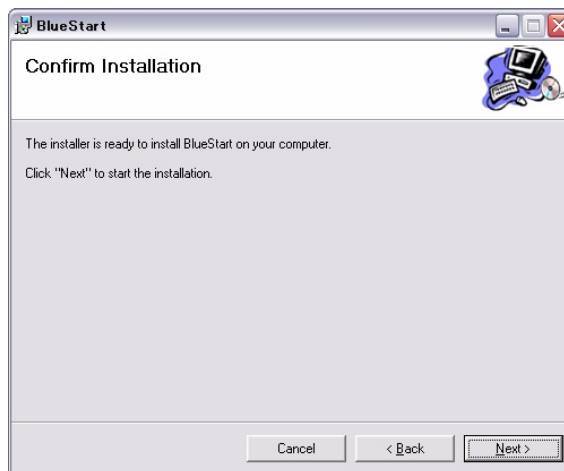 BlueStart
Confirm Installation
The installer is ready to install BlueStart on your computer.
Click "Next" to start the installation.
Cancel
< Back
Next >